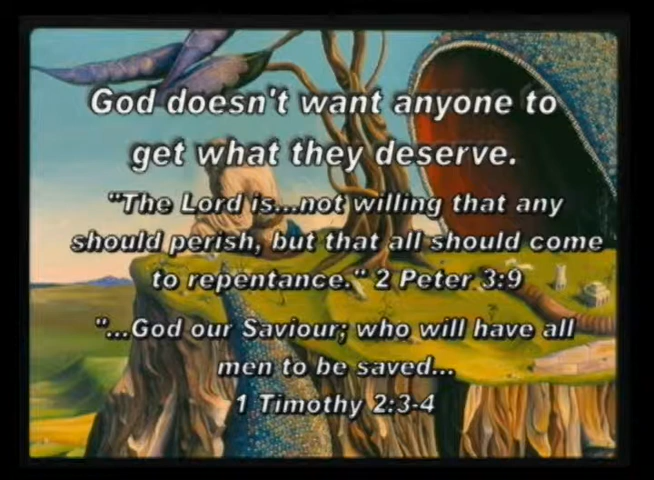 God doesn't want anyone to
get what they deserve.
"The Lord is...not willing that any
should perish, but that all should come
to repentance." 2 Peter 3:9
"...God our Saviour; who will have all
men to be saved...
1 Timothy 2:3-4